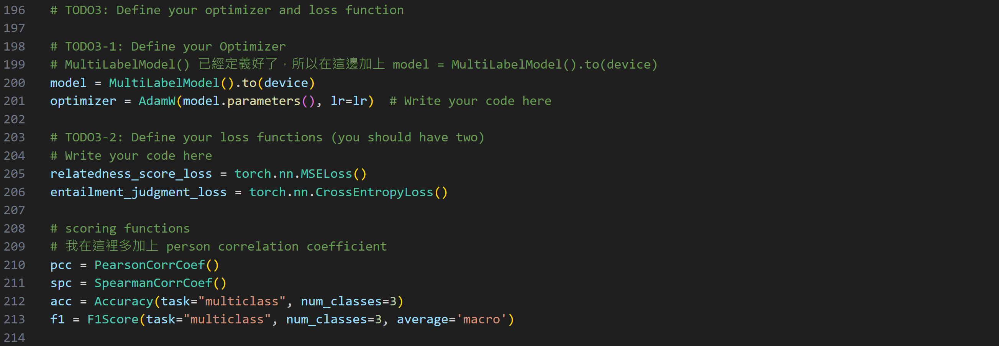 196 # TODO3: Define your optimizer and loss function
197
198 # TODO3-1: Define your Optimizer
199 # MultiLabelModel() 已經定義好了，所以在這邊加上 model = MultiLabelModel().to(device)
200 model = MultiLabelModel().to(device)
201 optimizer = AdamW(model.parameters(), lr=lr)  # Write your code here
202
203 # TODO3-2: Define your loss functions (you should have two)
204 # Write your code here
205 relatedness_score_loss = torch.nn.MSELoss()
206 entailment_judgment_loss = torch.nn.CrossEntropyLoss()
207
208 # scoring functions
209 # 我在這裡多加上 person correlation coefficient
210 pcc = PearsonCorrCoef()
211 spc = SpearmanCorrCoef()
212 acc = Accuracy(task="multiclass", num_classes=3)
213 f1 = F1Score(task="multiclass", num_classes=3, average='macro')
214